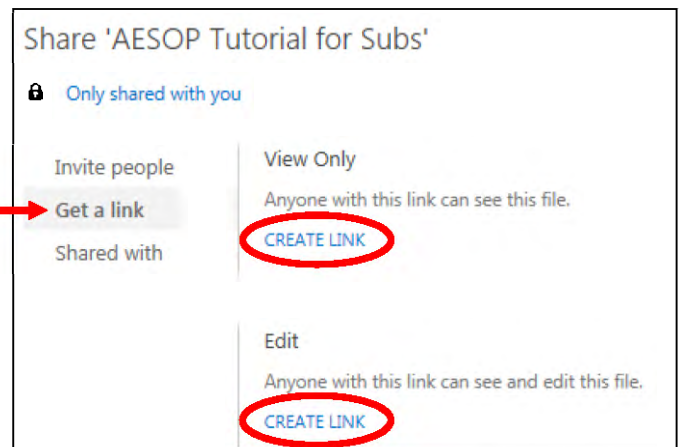 Share 'AESOP Tutorial for Subs'
Only shared with you
Invite people
Get a link
Shared with
View Only
Anyone with this link can see this file.
CREATE LINK
Edit
Anyone with this link can see and edit this file.
CREATE LINK